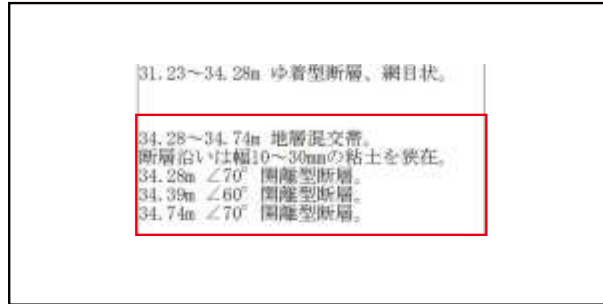 31.23～34.28m ゆ着型断層、網目状。
34.28～34.74m 地層混交帯。
断層沿いは幅10～30mmの粘土を狭在。
34.28m ∠70° 開離型断層。
34.39m ∠60° 開離型断層。
34.74m ∠70° 開離型断層。